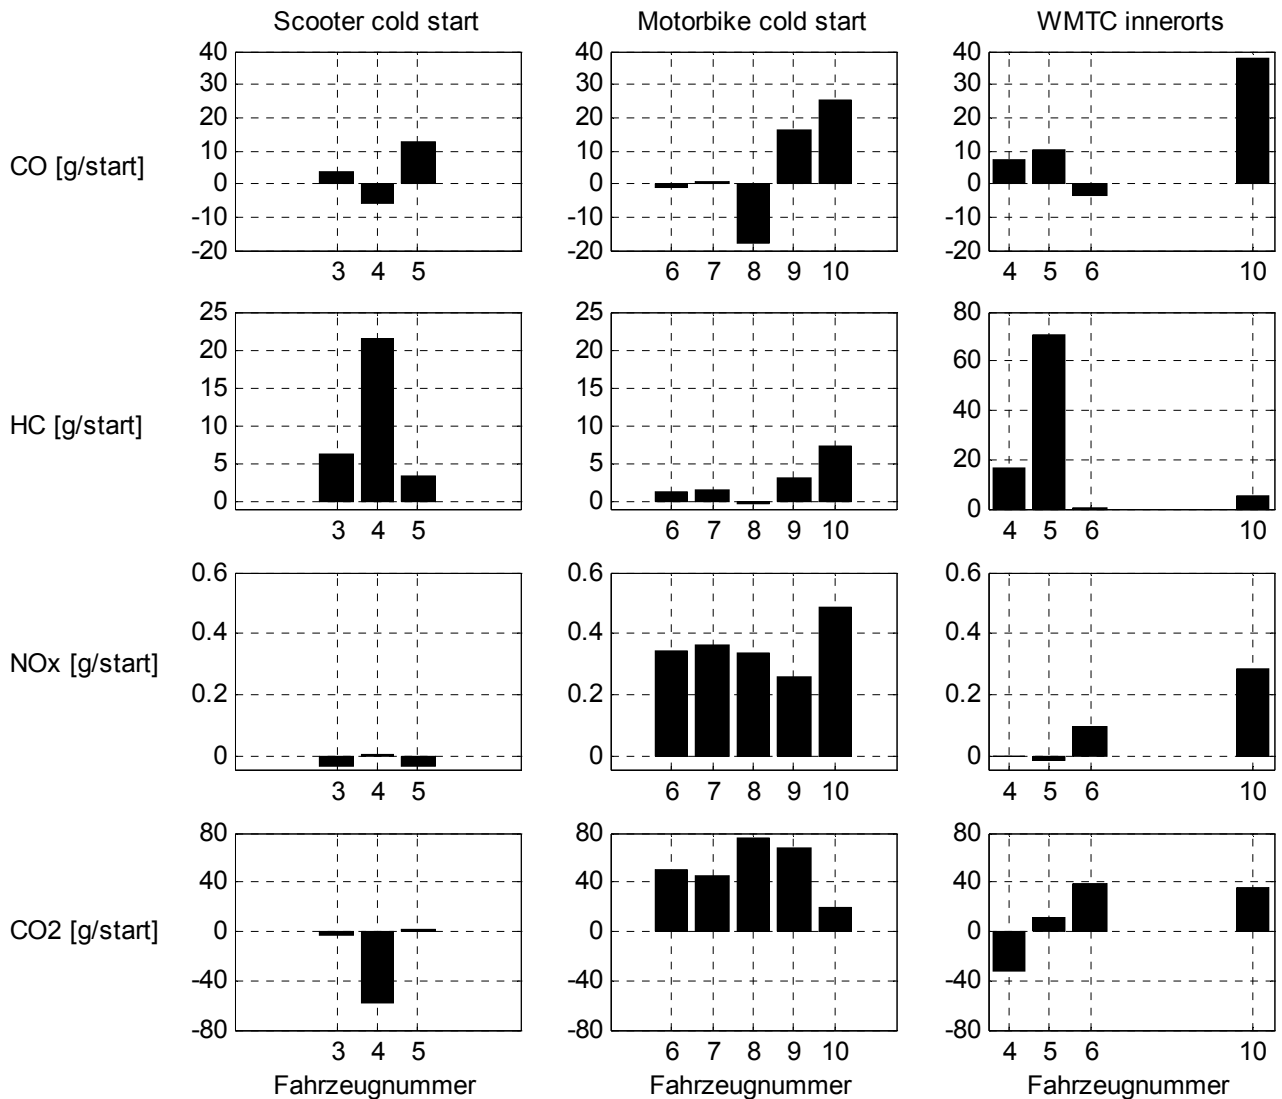 Scooter cold start Motorbike cold start WMTC innerorts
40 40 40
30 30 30
20 20 20
CO [g/start] 10 10 10
0 0 0
-10 -10 -10
-20 -20 -20
3 4 5 6 7 8 9 10 4 5 6 10
25 25 80
20 20 60
15 15
HC [g/start] 10 10 40
5 5 20
0 0 0
3 4 5 6 7 8 9 10 4 5 6 10
0.6 0.6 0.6
0.4 0.4 0.4
NOx [g/start] 0.2 0.2 0.2
0 0 0
3 4 5 6 7 8 9 10 4 5 6 10
80 80 80
40 40 40
CO2 [g/start] 0 0 0
-40 -40 -40
-80 -80 -80
3 4 5 6 7 8 9 10 4 5 6 10
Fahrzeugnummer Fahrzeugnummer Fahrzeugnummer